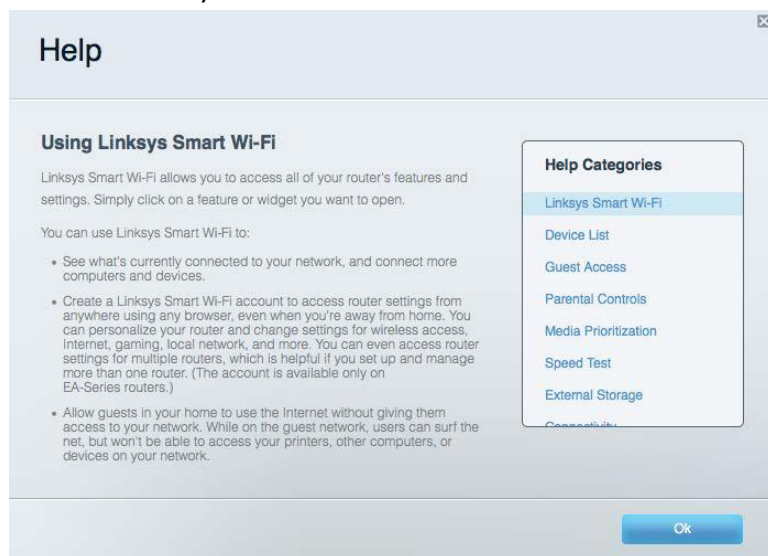 Help
Using Linksys Smart Wi-Fi
Linksys Smart Wi-Fi allows you to access all of your router's features and
settings. Simply click on a feature or widget you want to open.
You can use Linksys Smart Wi-Fi to:
• See what's currently connected to your network, and connect more
computers and devices.
• Create a Linksys Smart Wi-Fi account to access router settings from
anywhere using any browser, even when you're away from home. You
can personalize your router and change settings for wireless access,
Internet, gaming, local network, and more. You can even access router
settings for multiple routers, which is helpful if you set up and manage
more than one router. (The account is available only on
EA-Series routers.)
• Allow guests in your home to use the Internet without giving them
access to your network. While on the guest network, users can surf the
net, but won't be able to access your printers, other computers, or
devices on your network.
Help Categories
Linksys Smart Wi-Fi
Device List
Guest Access
Parental Controls
Media Prioritization
Speed Test
External Storage
Connectivity
Ok